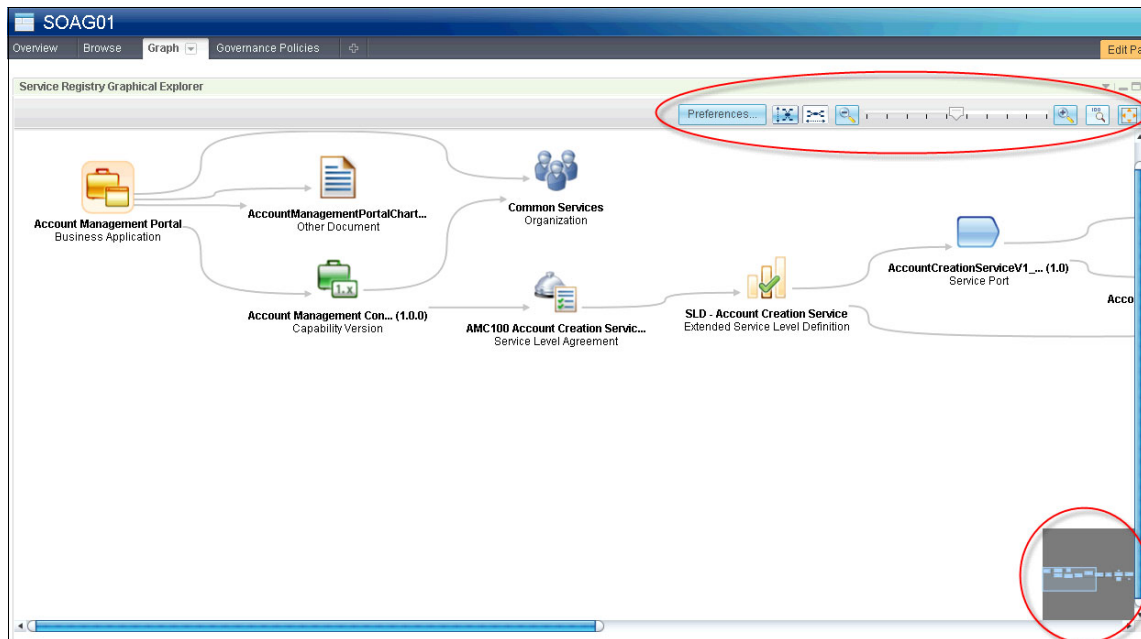 SOAG01
Overview Browse Graph Governance Policies
Edit Pa
Service Registry Graphical Explorer
Preferences...
Account Management Portal
Business Application
AccountManagementPortalChart...
Other Document
Common Services
Organization
AccountCreationServiceV1_... (1.0)
Service Port
Acco
1.x
Account Management Con... (1.0.0)
Capability Version
AMC100 Account Creation Servic...
Service Level Agreement
SLD - Account Creation Service
Extended Service Level Definition